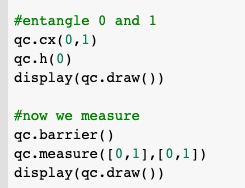 #entangle 0 and 1
qc.cx(0,1)
qc.h(0)
display(qc.draw())
#now we measure
qc.barrier()
qc.measure([0,1],[0,1])
display(qc.draw())